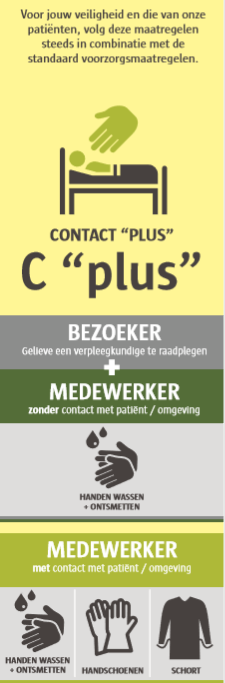 Voor jouw veiligheid en die van onze
patiënten, volg deze maatregelen
steeds in combinatie met de
standaard voorzorgsmaatregelen.
CONTACT “PLUS”
C “plus”
BEZOEKER
Gelieve een verpleegkundige te raadplegen
+
MEDEWERKER
zonder contact met patiënt / omgeving
HANDEN WASSEN
+ ONTSMETTEN
MEDEWERKER
met contact met patiënt / omgeving
HANDEN WASSEN
+ ONTSMETTEN
HANDSCHOENEN
SCHORT